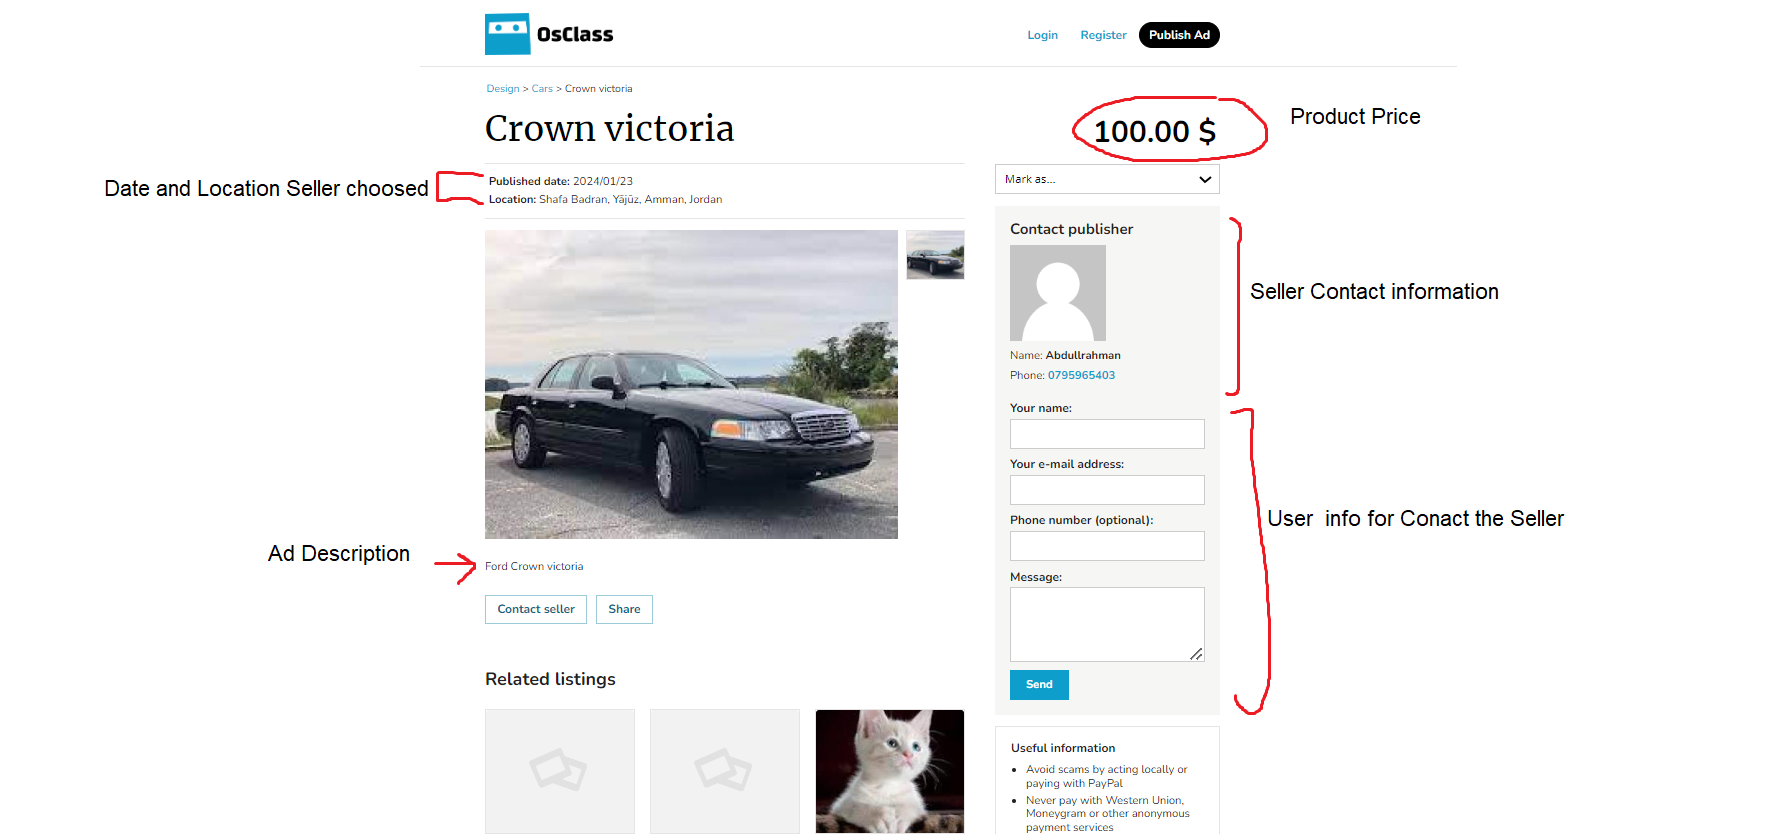 OsClass
Login Register Publish Ad
Design > Cars > Crown victoria
Crown victoria
100.00 $
Product Price
Mark as...
Date and Location Seller choosed
Published date: 2024/01/23
Location: Shafa Badran, Yājūz, Amman, Jordan
Contact publisher
Seller Contact information
Name: Abdullrahman
Phone: 0795965403
Your name:
Your e-mail address:
Phone number (optional):
User info for Conact the Seller
Message:
Send
Ad Description
Ford Crown victoria
Contact seller Share
Related listings
Useful information
Avoid scams by acting locally or
paying with PayPal
Never pay with Western Union,
Moneygram or other anonymous
payment services